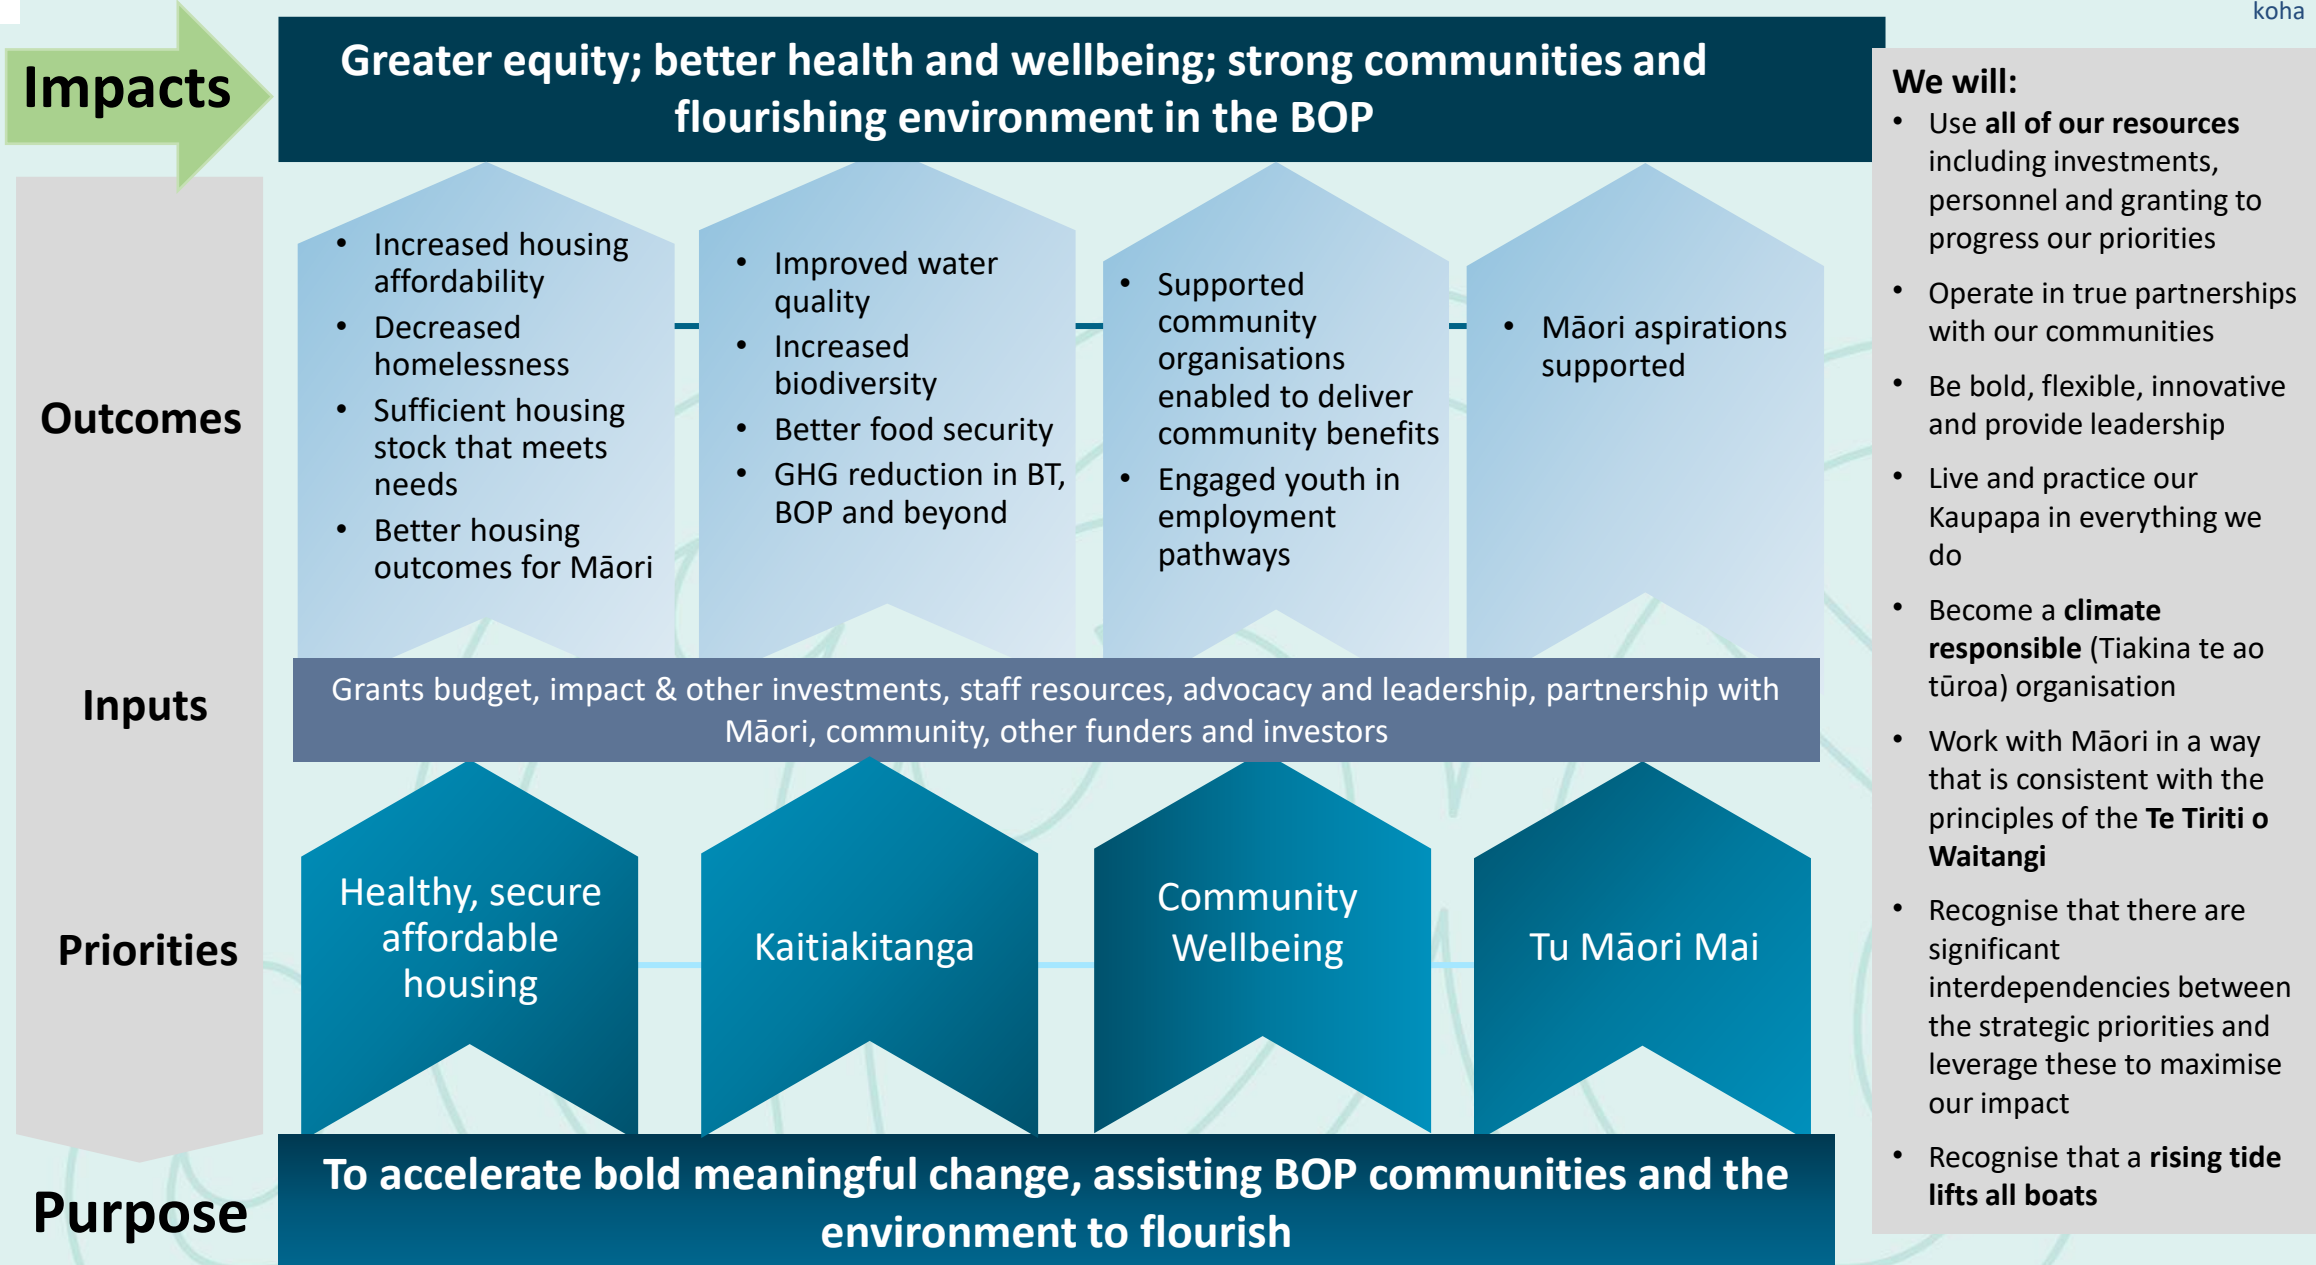 koha
Impacts
Greater equity; better health and wellbeing; strong communities and
flourishing environment in the BOP
Outcomes
• Increased housing
affordability
• Decreased
homelessness
• Sufficient housing
stock that meets
needs
• Better housing
outcomes for Māori
• Improved water
quality
• Increased
biodiversity
• Better food security
• GHG reduction in BT,
BOP and beyond
• Supported
community
organisations
enabled to deliver
community benefits
• Engaged youth in
employment
pathways
• Māori aspirations
supported
Inputs
Grants budget, impact & other investments, staff resources, advocacy and leadership, partnership with
Māori, community, other funders and investors
Priorities
Healthy, secure
affordable
housing
Kaitiakitanga
Community
Wellbeing
Tu Māori Mai
Purpose
To accelerate bold meaningful change, assisting BOP communities and the
environment to flourish
We will:
• Use all of our resources
including investments,
personnel and granting to
progress our priorities
• Operate in true partnerships
with our communities
• Be bold, flexible, innovative
and provide leadership
• Live and practice our
Kaupapa in everything we
do
• Become a climate
responsible (Tiakina te ao
tūroa) organisation
• Work with Māori in a way
that is consistent with the
principles of the Te Tiriti o
Waitangi
• Recognise that there are
significant
interdependencies between
the strategic priorities and
leverage these to maximise
our impact
• Recognise that a rising tide
lifts all boats